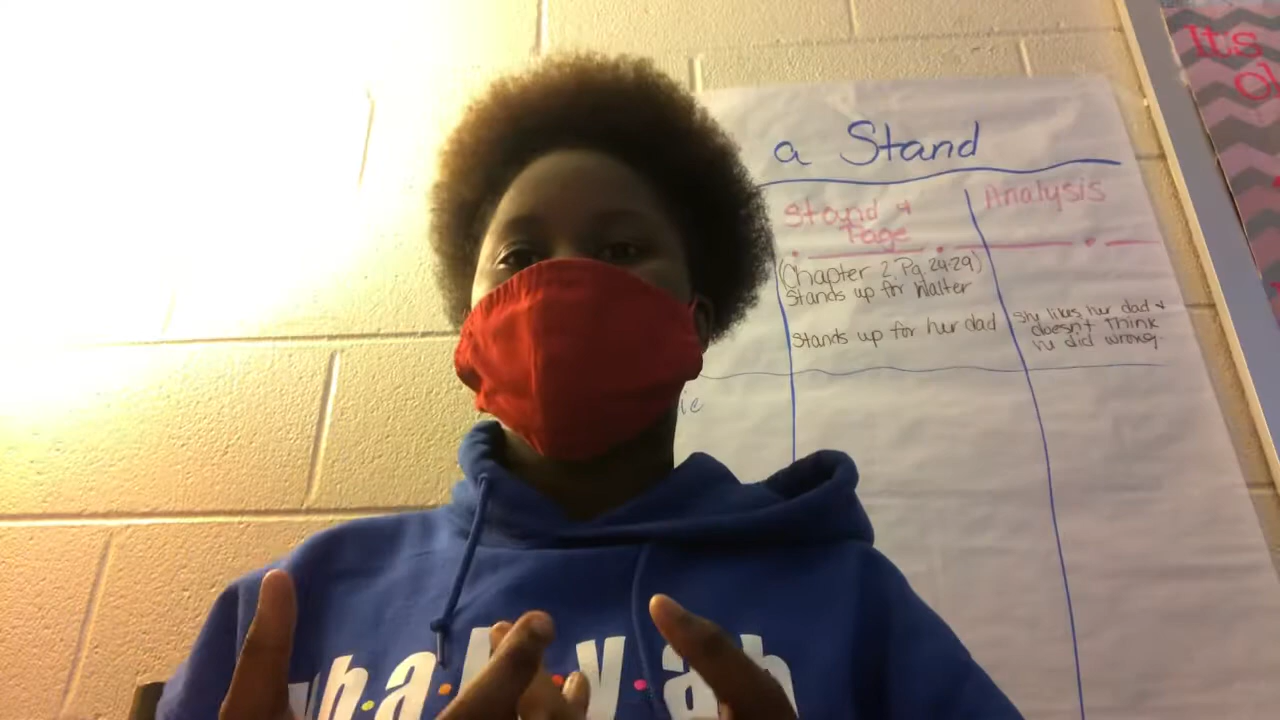 a Stand
Stand &
Page
Analysis
(Chapter 2, Pg. 24-29)
Stands up for Walter
Stands up for her dad
She likes her dad &
doesn't think
he did wrong.
It's